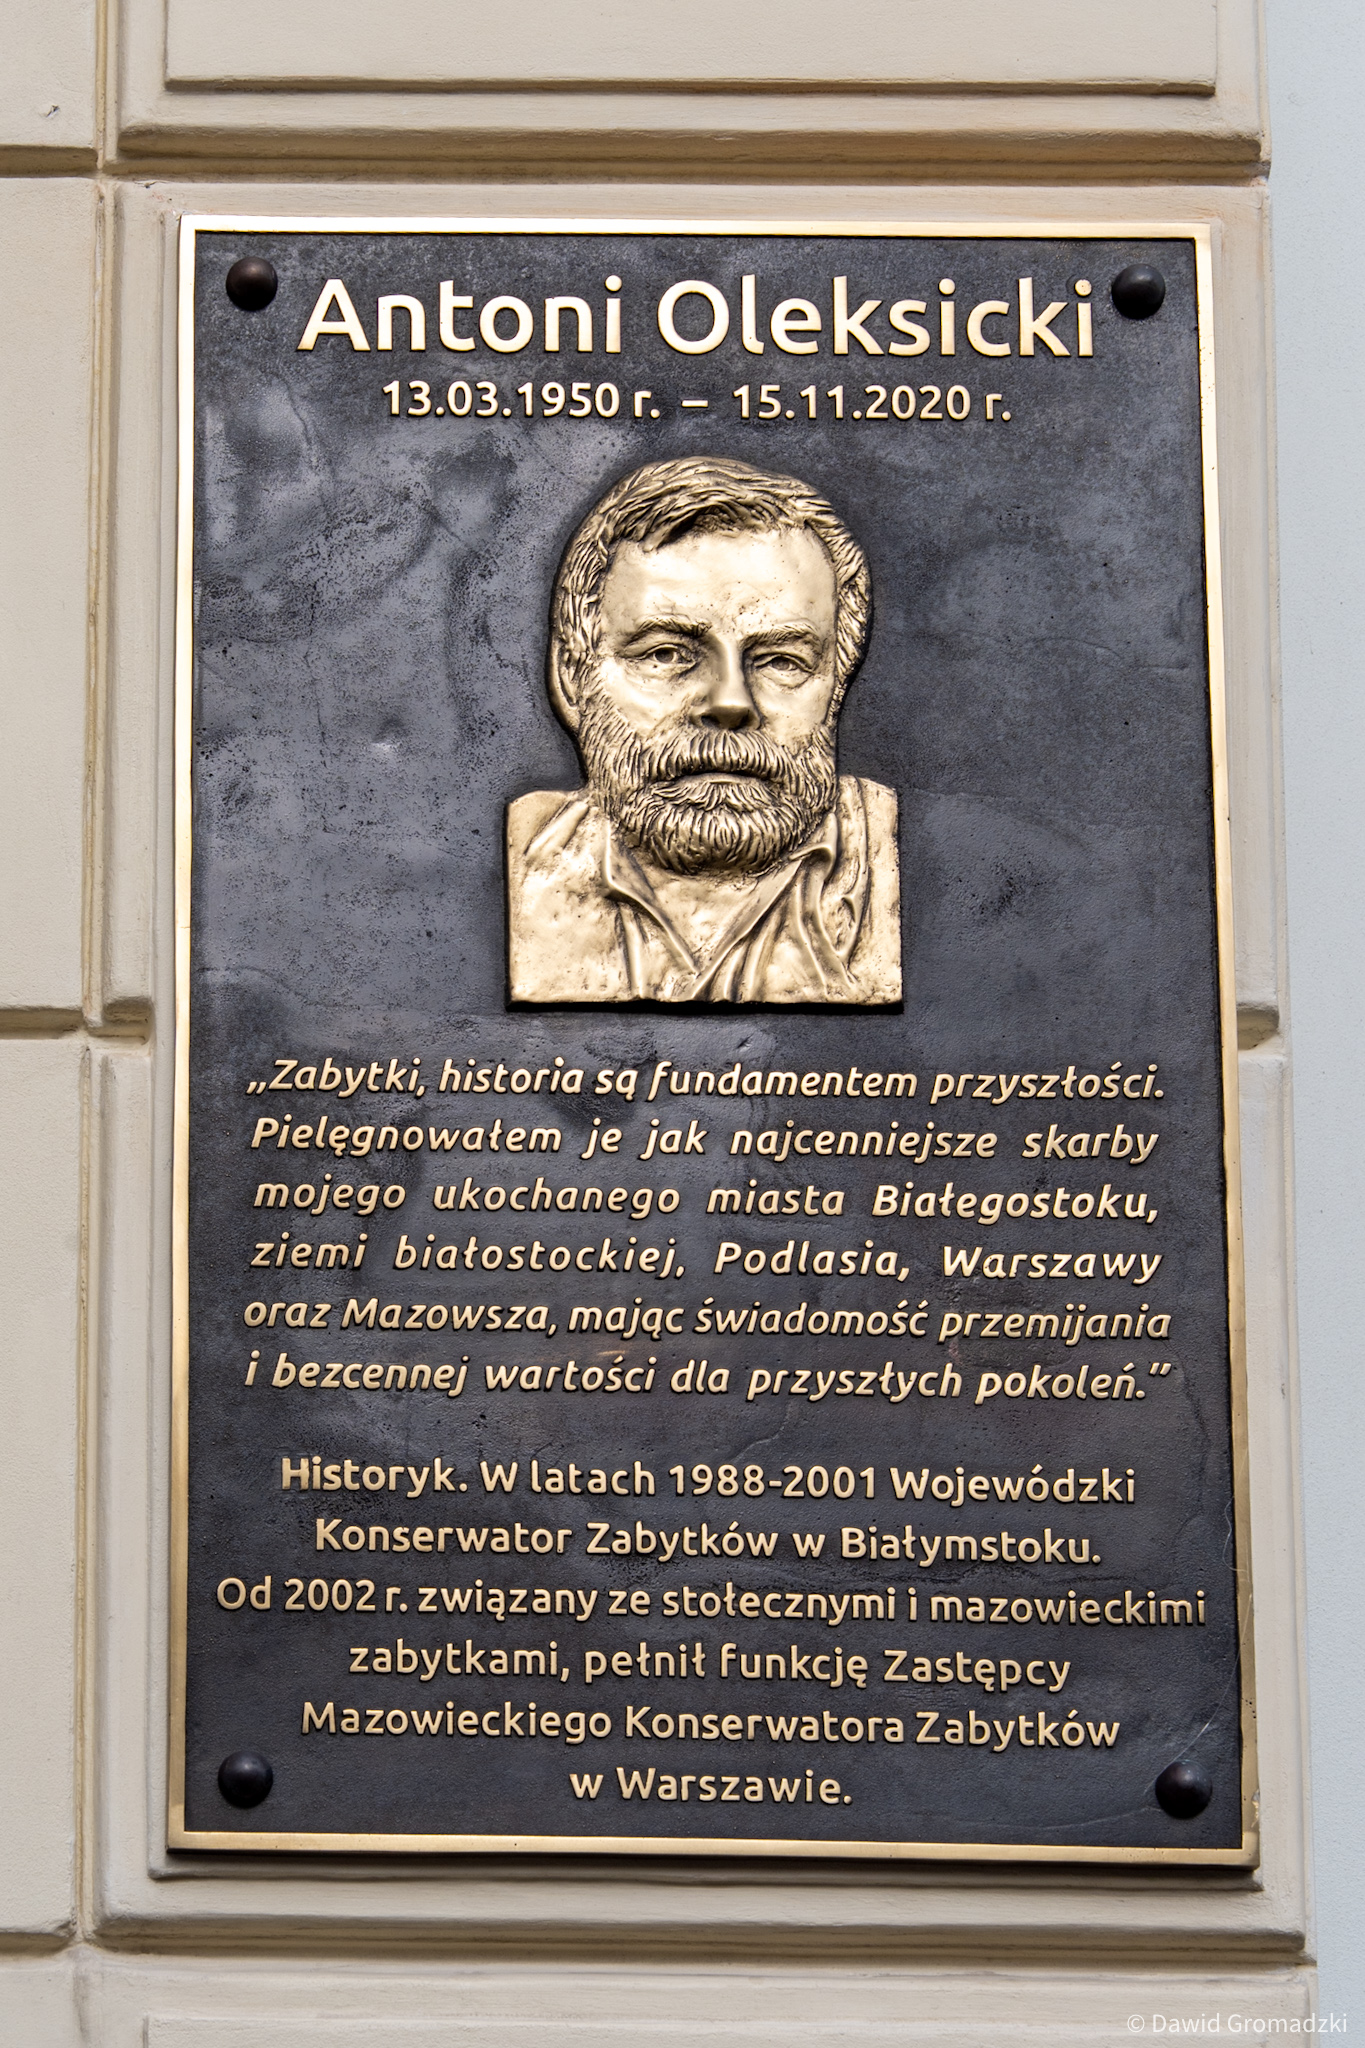 Antoni Oleksicki
13.03.1950 r. – 15.11.2020 r.
„Zabytki, historia są fundamentem przyszłości.
Pielęgnowałem je jak najcenniejsze skarby
mojego ukochanego miasta Białegostoku,
ziemi białostockiej, Podlasia, Warszawy
oraz Mazowsza, mając świadomość przemijania
i bezcennej wartości dla przyszłych pokoleń.”
Historyk. W latach 1988-2001 Wojewódzki
Konserwator Zabytków w Białymstoku.
Od 2002 r. związany ze stołecznymi i mazowieckimi
zabytkami, pełnił funkcję Zastępcy
Mazowieckiego Konserwatora Zabytków
w Warszawie.
© Dawid Gromadzki